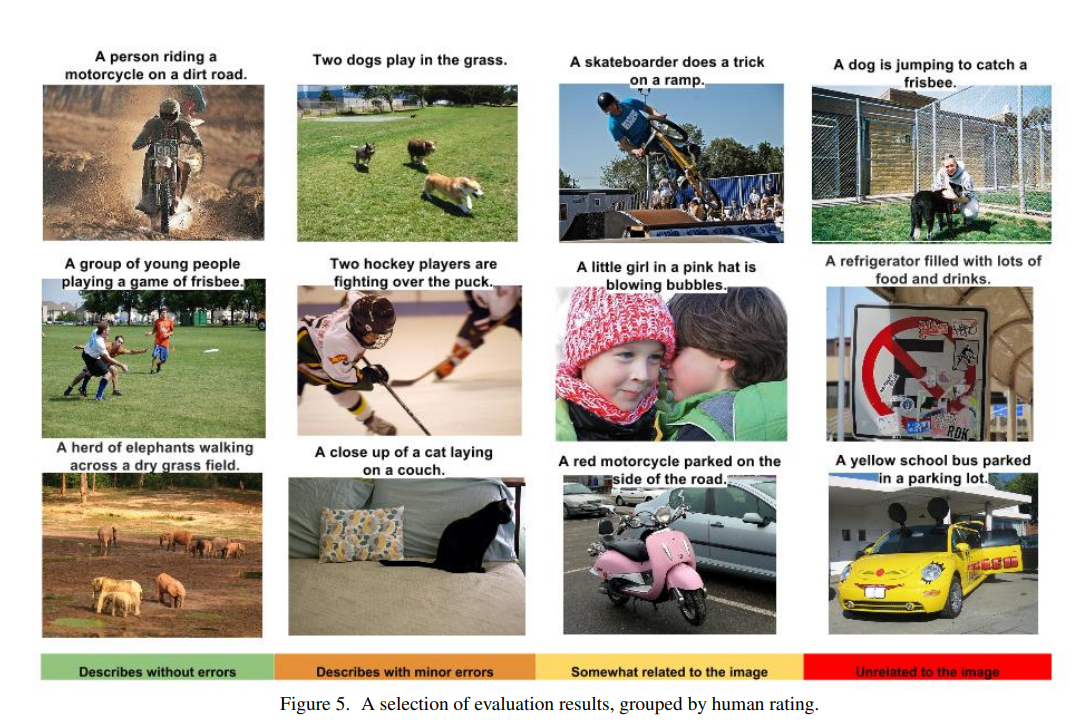 A person riding a
motorcycle on a dirt road.
Two dogs play in the grass.
A skateboarder does a trick
on a ramp.
A dog is jumping to catch a
frisbee.
A group of young people
playing a game of frisbee.
Two hockey players are
fighting over the puck.
A little girl in a pink hat is
blowing bubbles.
A refrigerator filled with lots of
food and drinks.
RDK
A herd of elephants walking
across a dry grass field.
A close up of a cat laying
on a couch.
A red motorcycle parked on the
side of the road.
A yellow school bus parked
in a parking lot.
Describes without errors
Describes with minor errors
Somewhat related to the image
Unrelated to the image
Figure 5. A selection of evaluation results, grouped by human rating.